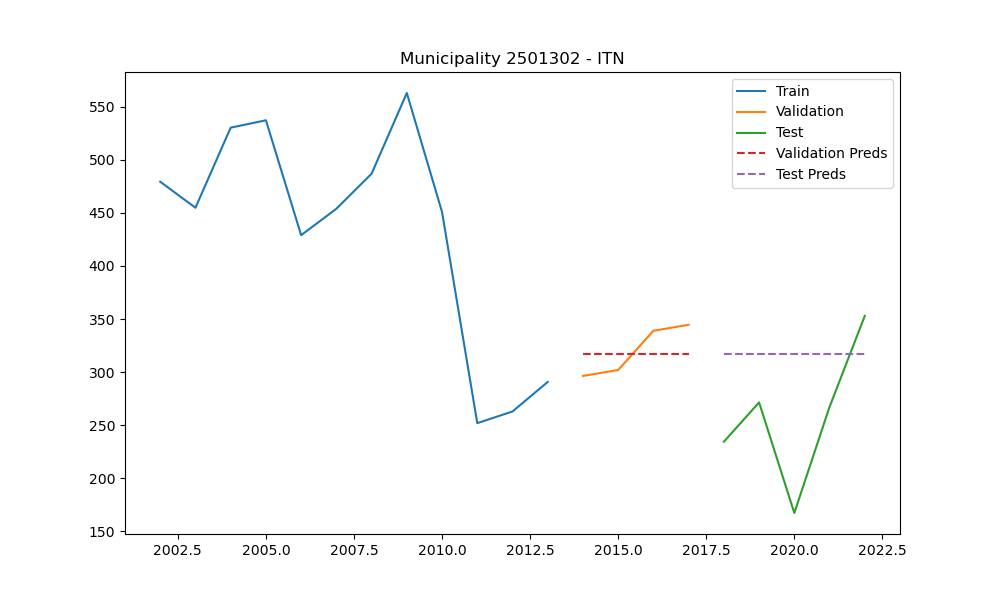 Municipality 2501302 - ITN
Train
Validation
Test
Validation Preds
Test Preds
550
500
450
400
350
300
250
200
150
2002.5 2005.0 2007.5 2010.0 2012.5 2015.0 2017.5 2020.0 2022.5